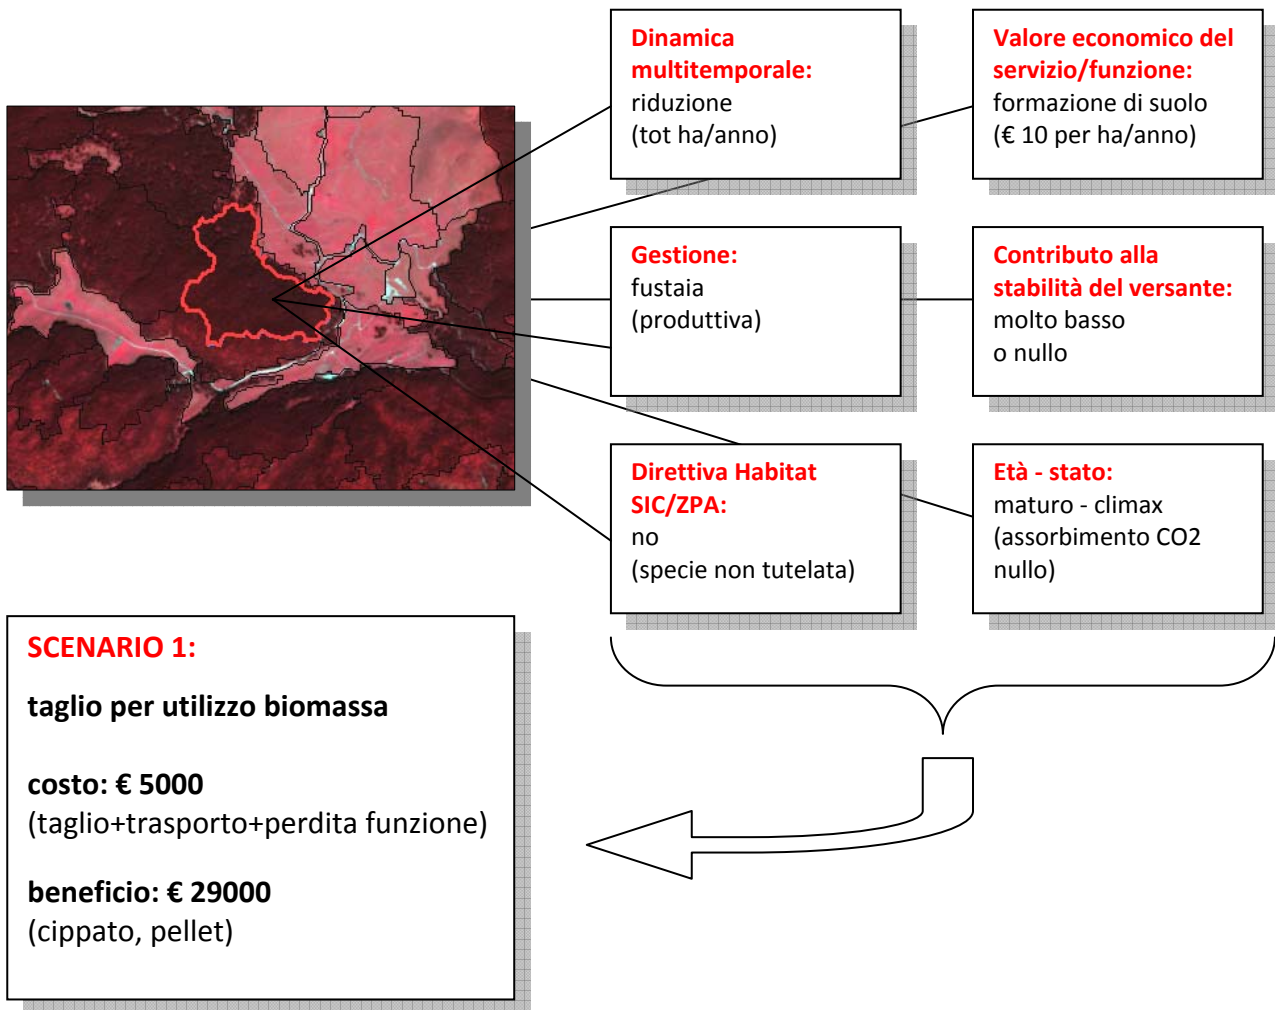 Dinamica
multitemporale:
riduzione
(tot ha/anno)
Valore economico del
servizio/funzione:
formazione di suolo
(€ 10 per ha/anno)
Gestione:
fustaia
(produttiva)
Contributo alla
stabilità del versante:
molto basso
o nullo
Direttiva Habitat
SIC/ZPA:
no
(specie non tutelata)
Età - stato:
maturo - climax
(assorbimento CO2
nullo)
SCENARIO 1:
taglio per utilizzo biomassa
costo: € 5000
(taglio+trasporto+perdita funzione)
beneficio: € 29000
(cippato, pellet)